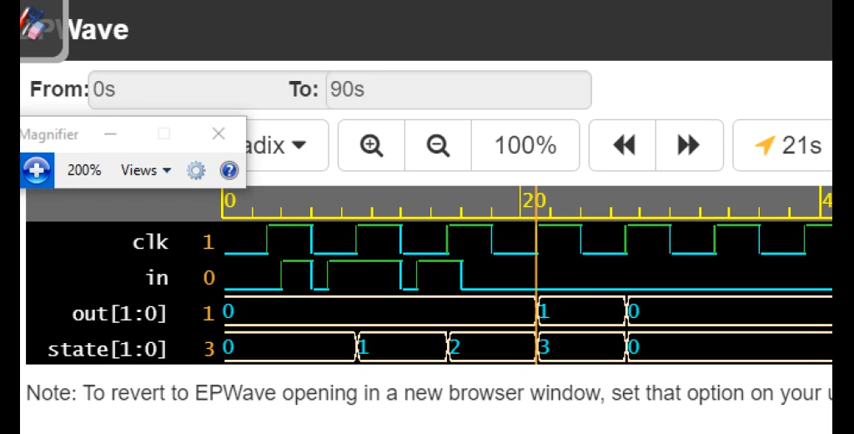 EPWave
From: 0s To: 90s
Magnifier
adix 100% 21s
200% Views
0 20 4
clk 1
in 0
out[1:0] 1 0 1 0
state[1:0] 3 0 1 2 3 0
Note: To revert to EPWave opening in a new browser window, set that option on your